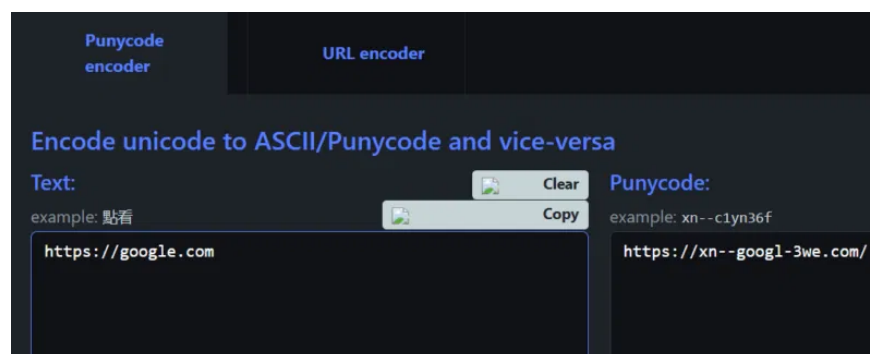 Punycode
encoder
URL encoder
Encode unicode to ASCII/Punycode and vice-versa
Text:
Clear
example: 點看
Copy
https://googlе.com
Punycode:
example: xn--c1yn36f
https://xn--googl-3we.com/